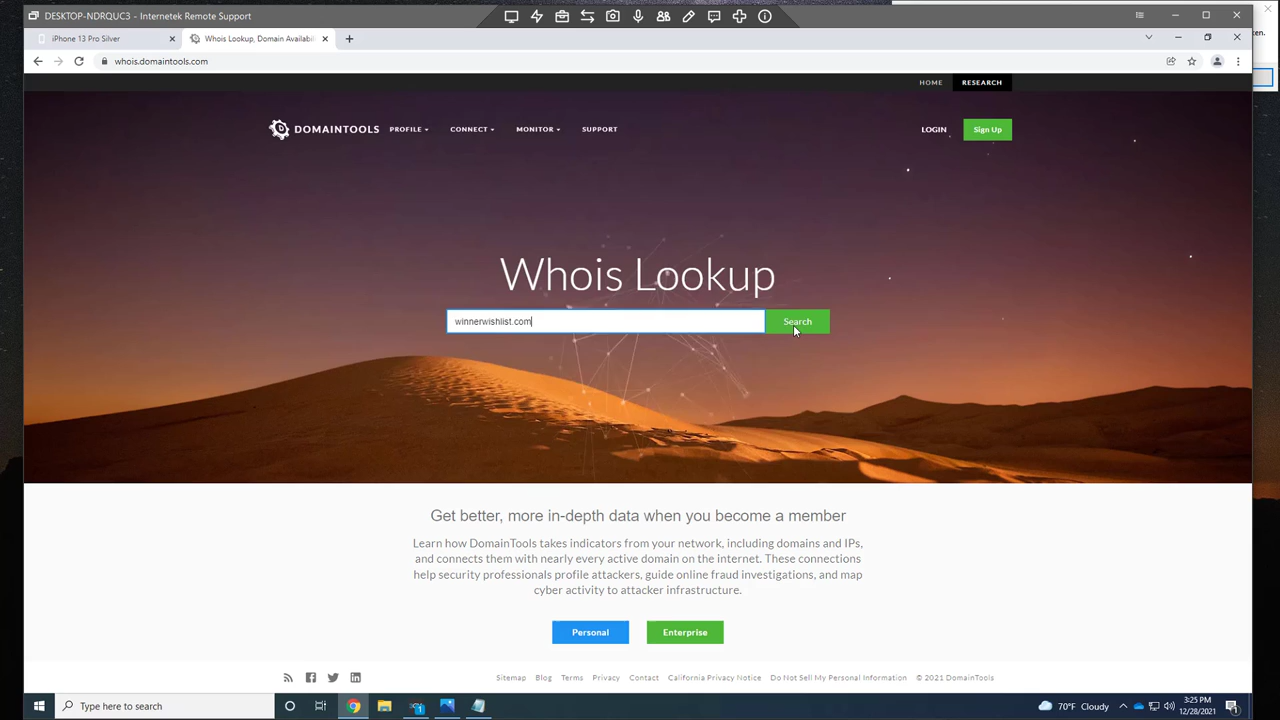 DESKTOP-NDRQUC3 - Internetek Remote Support
iPhone 13 Pro Silver
Whois Lookup, Domain Availabil
whois.domaintools.com
HOME
RESEARCH
DOMAINTOOLS
PROFILE
CONNECT
MONITOR
SUPPORT
LOGIN
Sign Up
Whois Lookup
winnerwishlist.com
Search
Get better, more in-depth data when you become a member
Learn how DomainTools takes indicators from your network, including domains and IPs,
and connects them with nearly every active domain on the internet. These connections
help security professionals profile attackers, guide online fraud investigations, and map
cyber activity to attacker infrastructure.
Personal
Enterprise
Sitemap Blog Terms Privacy Contact California Privacy Notice Do Not Sell My Personal Information © 2021 DomainTools
Type here to search
70°F Cloudy
3:25 PM
12/28/2021